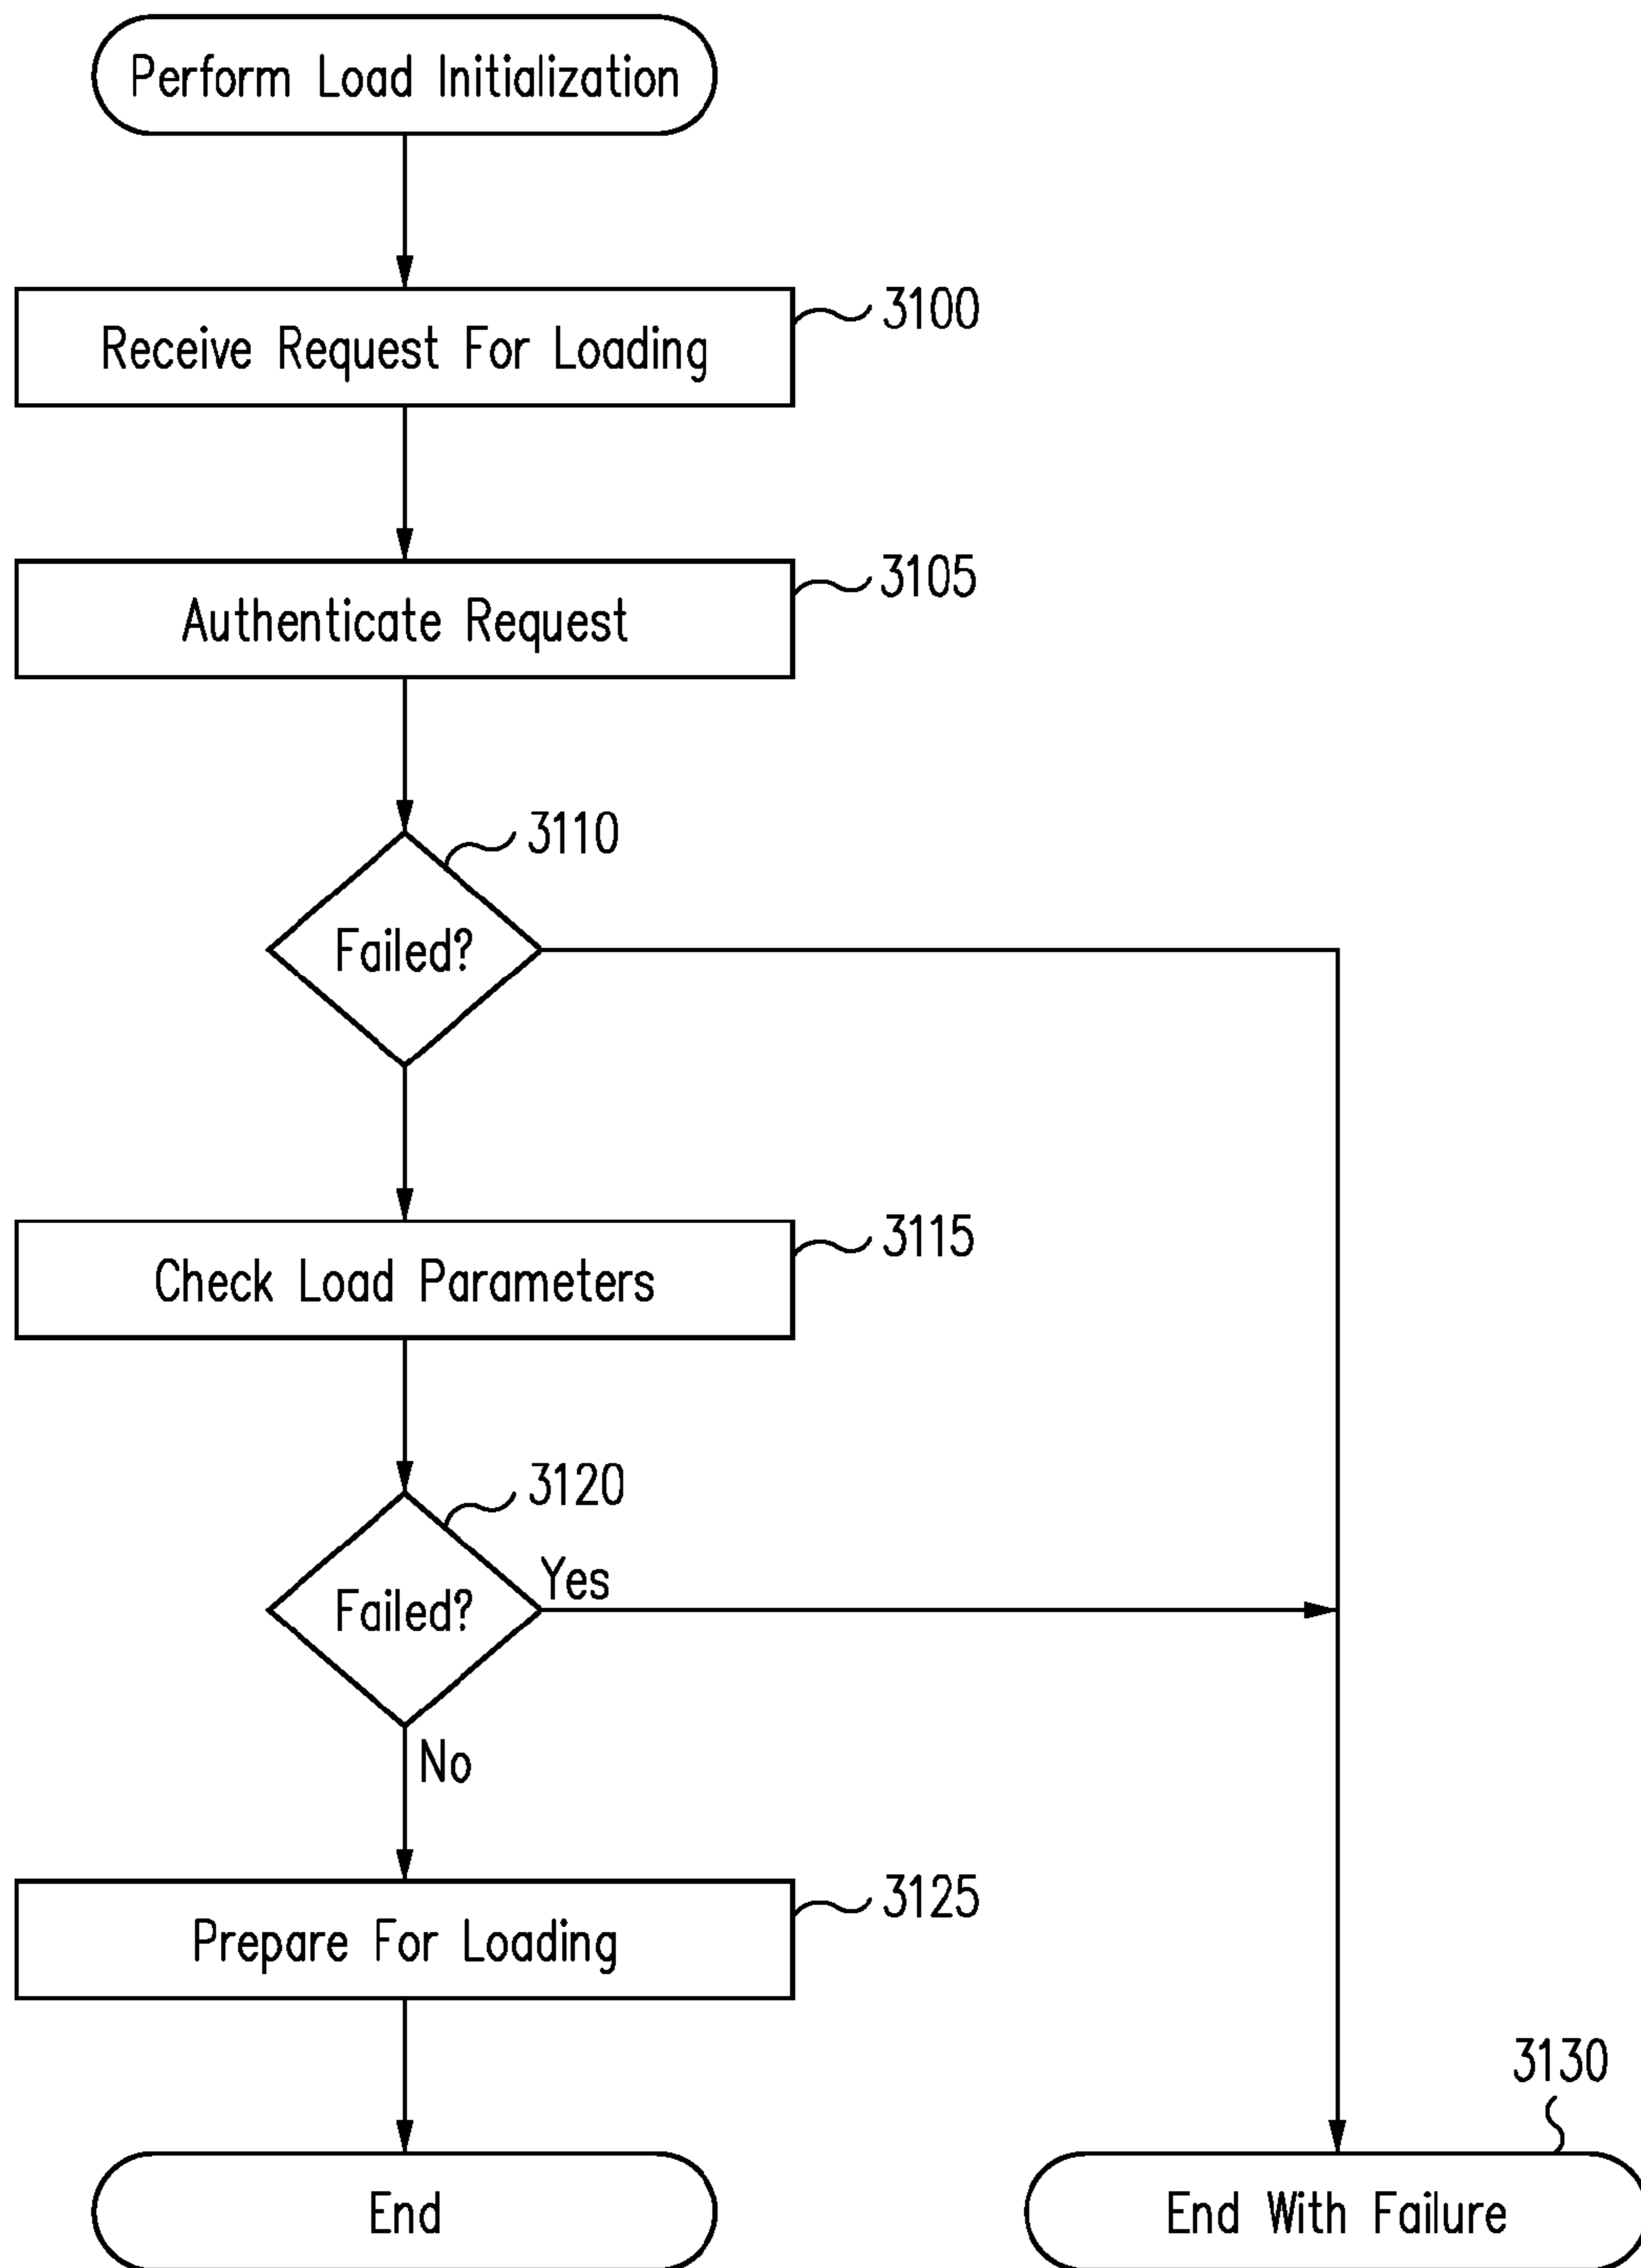 Perform Load Initialization
3100
Receive Request For Loading
3105
Authenticate Request
3110
Failed?
3115
Check Load Parameters
3120
Failed?
Yes
No
3125
Prepare For Loading
3130
End
End With Failure